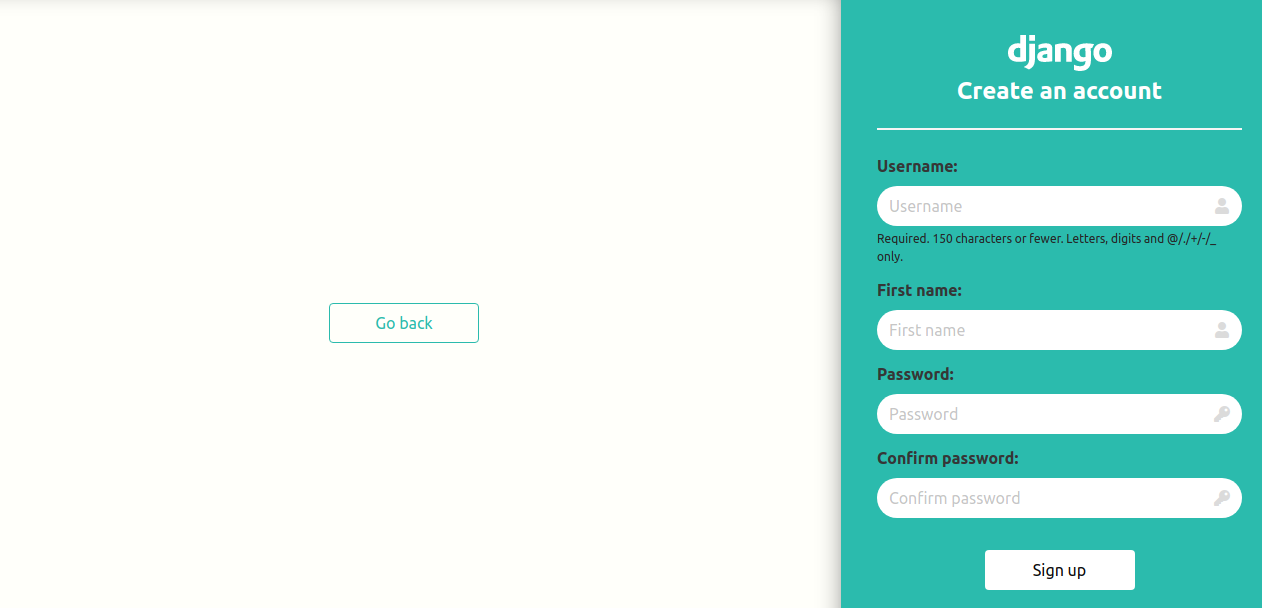 Go back
django
Create an account
Username:
Username
Required. 150 characters or fewer. Letters, digits and @/./+/-/_
only.
First name:
First name
Password:
Password
Confirm password:
Confirm password
Sign up